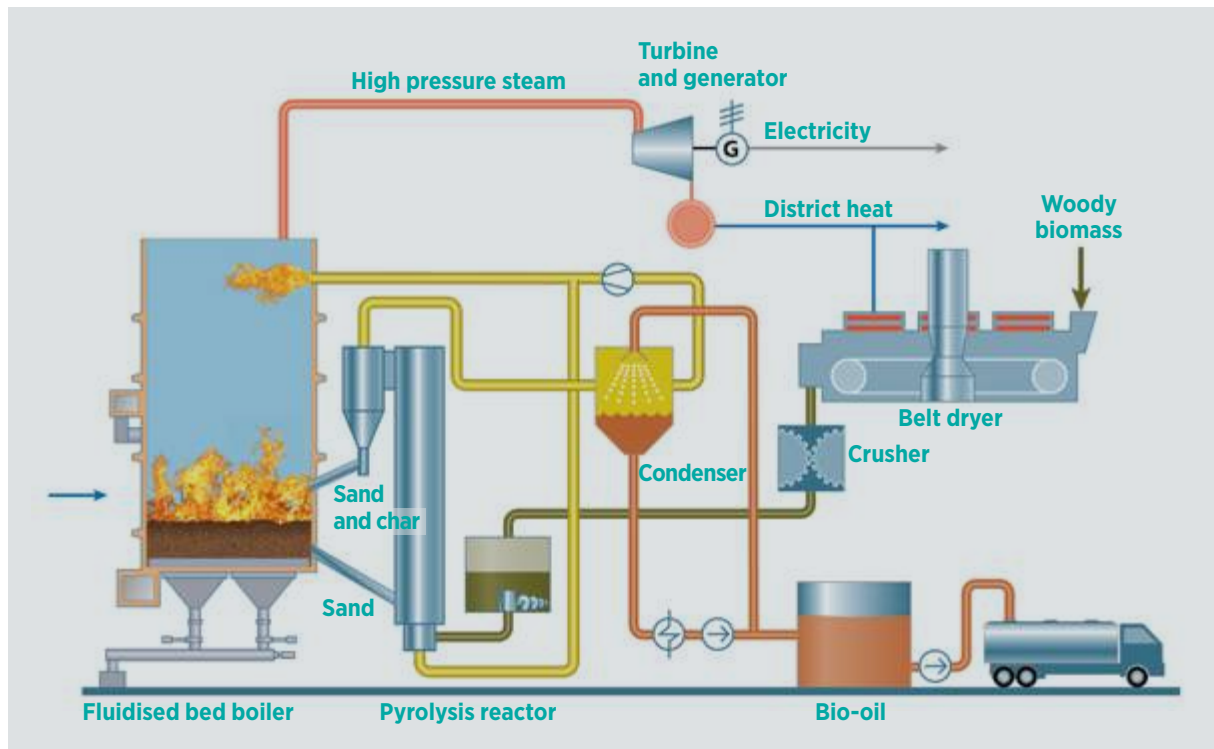 Turbine
and generator
High pressure steam
G
Electricity
District heat
Woody
biomass
Belt dryer
Crusher
Condenser
Sand
and char
Sand
Fluidised bed boiler
Pyrolysis reactor
Bio-oil